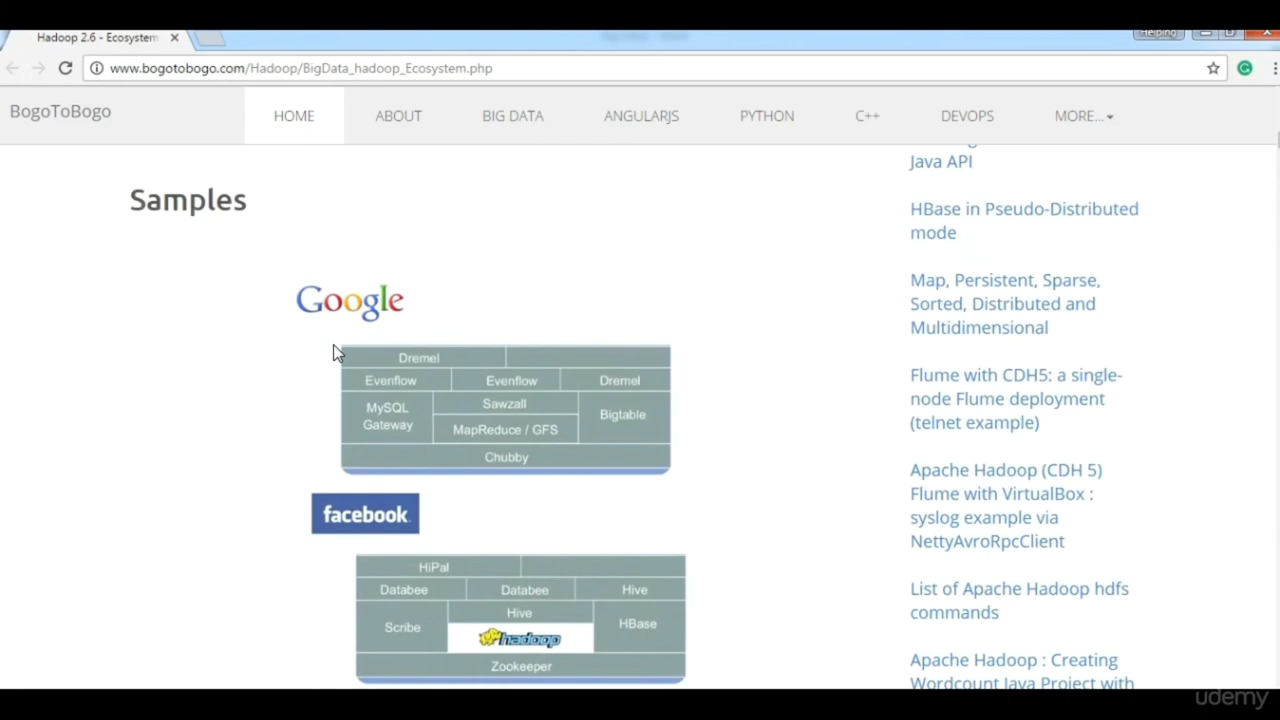 Hadoop 2.6 - Ecosystem
Helping
www.bogotobogo.com/Hadoop/BigData_hadoop_Ecosystem.php
BogoToBogo
HOME
ABOUT
BIG DATA
ANGULARJS
PYTHON
C++
DEVOPS
MORE...
Samples
Google
Dremel
Evenflow
Evenflow
Dremel
MySQL
Gateway
Sawzall
MapReduce / GFS
Bigtable
Chubby
facebook
HiPal
Databee
Databee
Hive
Scribe
Hive
hadoop
HBase
Zookeeper
Java API
HBase in Pseudo-Distributed
mode
Map, Persistent, Sparse,
Sorted, Distributed and
Multidimensional
Flume with CDH5: a single-
node Flume deployment
(telnet example)
Apache Hadoop (CDH 5)
Flume with VirtualBox :
syslog example via
NettyAvroRpcClient
List of Apache Hadoop hdfs
commands
Apache Hadoop : Creating
Wordcount Java Project with
udemy